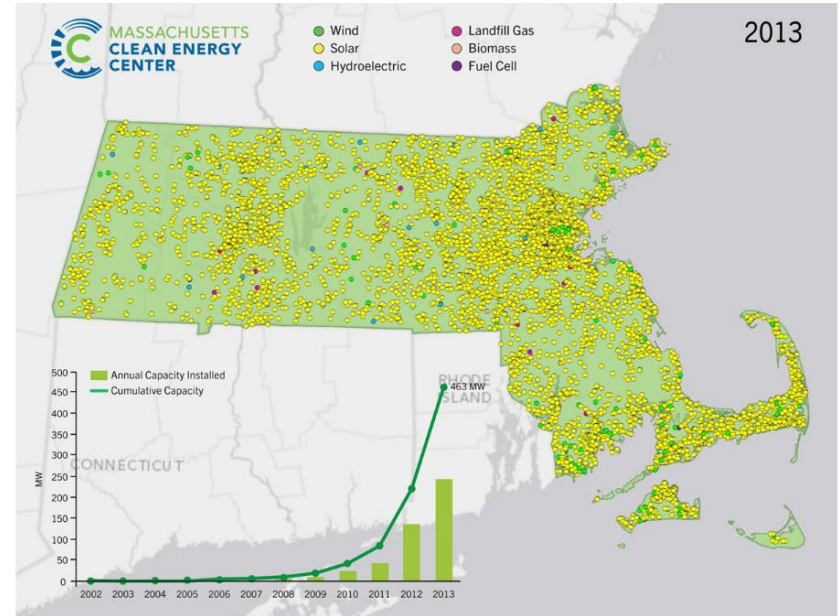 MASSACHUSETTS
CLEAN ENERGY
CENTER
Wind
Solar
Hydroelectric
Landfill Gas
Biomass
Fuel Cell
2013
Annual Capacity Installed
Cumulative Capacity
500
450
400
350
300
250
200
150
100
50
0
MW
463 MW
RHODE
ISLAND
CONNECTICUT
2002 2003 2004 2005 2006 2007 2008 2009 2010 2011 2012 2013